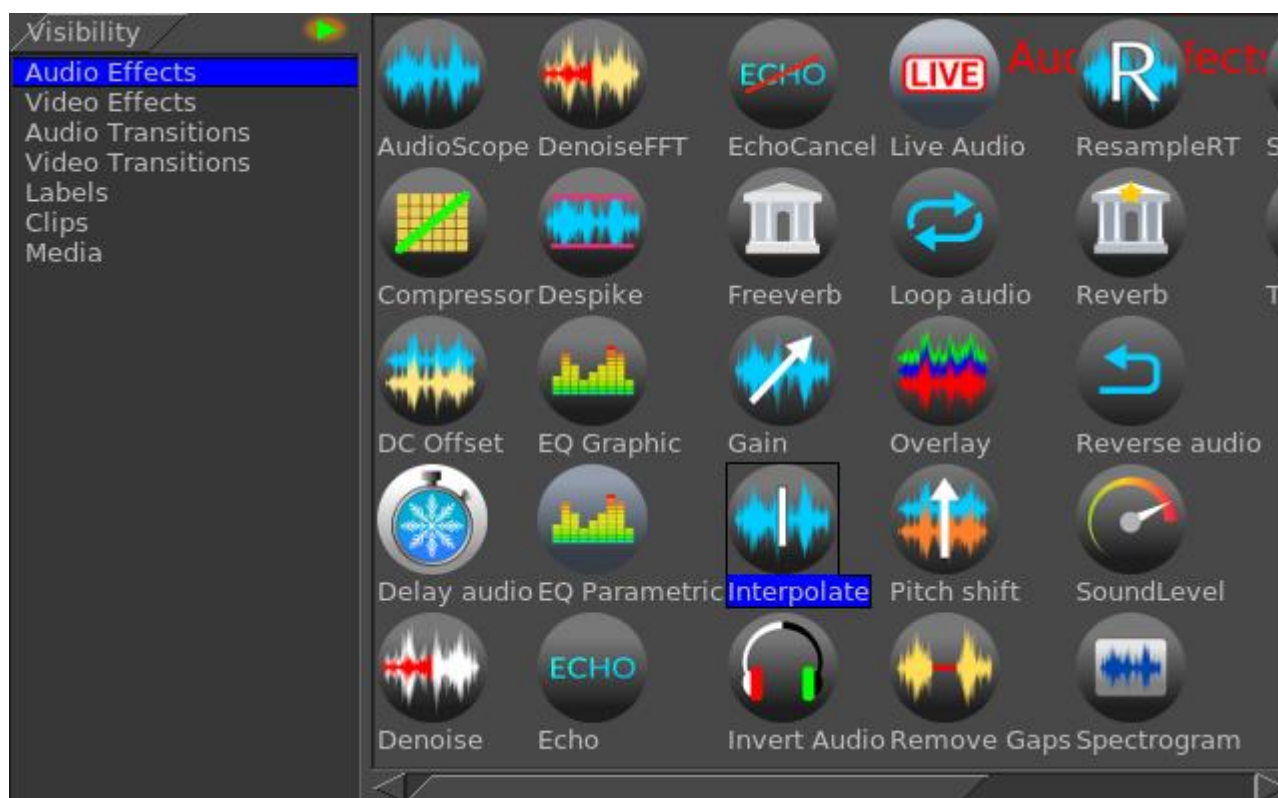 Visibility
Audio Effects
Video Effects
Audio Transitions
Video Transitions
Labels
Clips
Media
ECHO LIVE R
AudioScope DenoiseFFT EchoCancel Live Audio ResampleRT S
Compressor Despike Freeverb Loop audio Reverb T
DC Offset EQ Graphic Gain Overlay Reverse audio
Delay audio EQ Parametric Interpolate Pitch shift SoundLevel
ECHO
Denoise Echo Invert Audio Remove Gaps Spectrogram